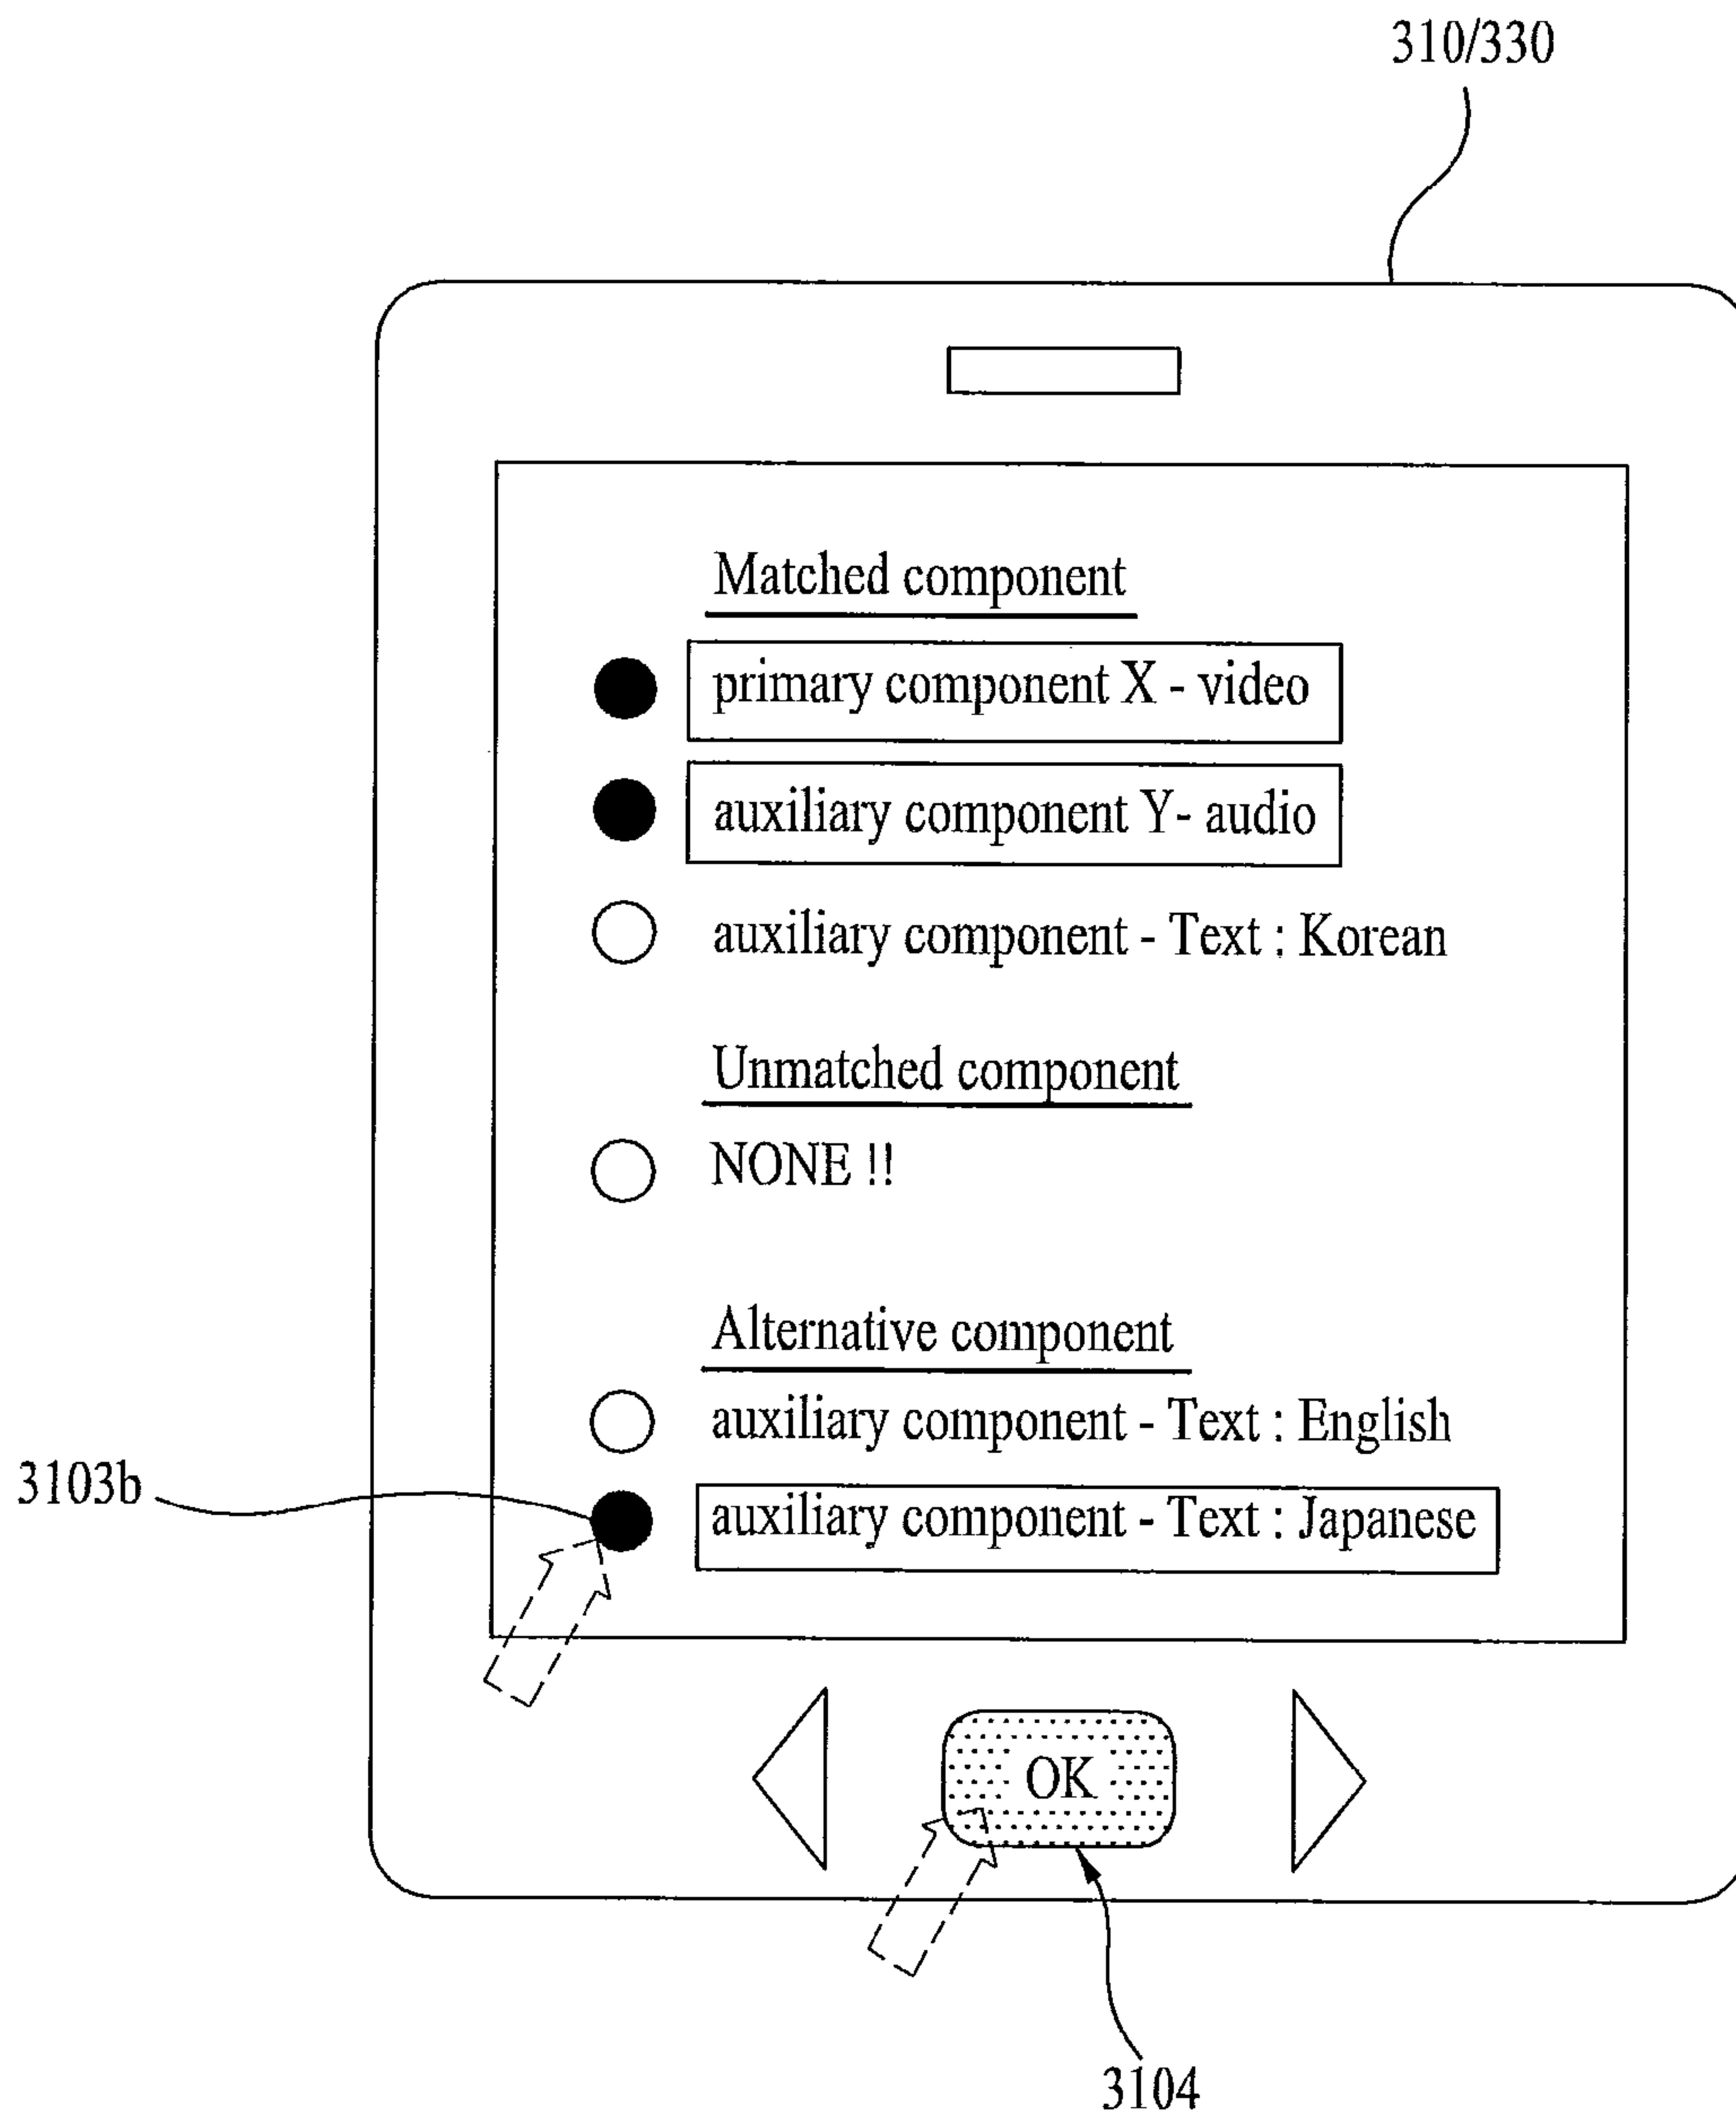 310/330
Matched component
primary component X - video
auxiliary component Y- audio
auxiliary component - Text : Korean
Unmatched component
NONE !!
Alternative component
auxiliary component - Text : English
3103b
auxiliary component - Text : Japanese
OK
3104